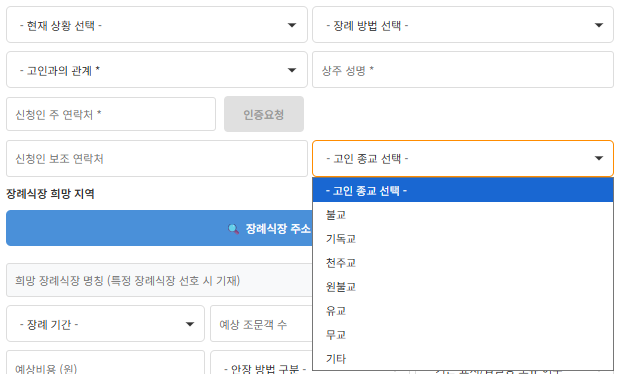 - 현재 상황 선택 -
- 장례 방법 선택 -
- 고인과의 관계 *
상주 성명 *
신청인 주 연락처 *
인증요청
신청인 보조 연락처
- 고인 종교 선택 -
장례식장 희망 지역
- 고인 종교 선택 -
불교
기독교
천주교
원불교
유교
무교
기타
장례식장 주소
희망 장례식장 명칭 (특정 장례식장 선호 시 기재)
- 장례 기간 -
예상 조문객 수
예상비용 (원)
- 안장 방법 구분 -